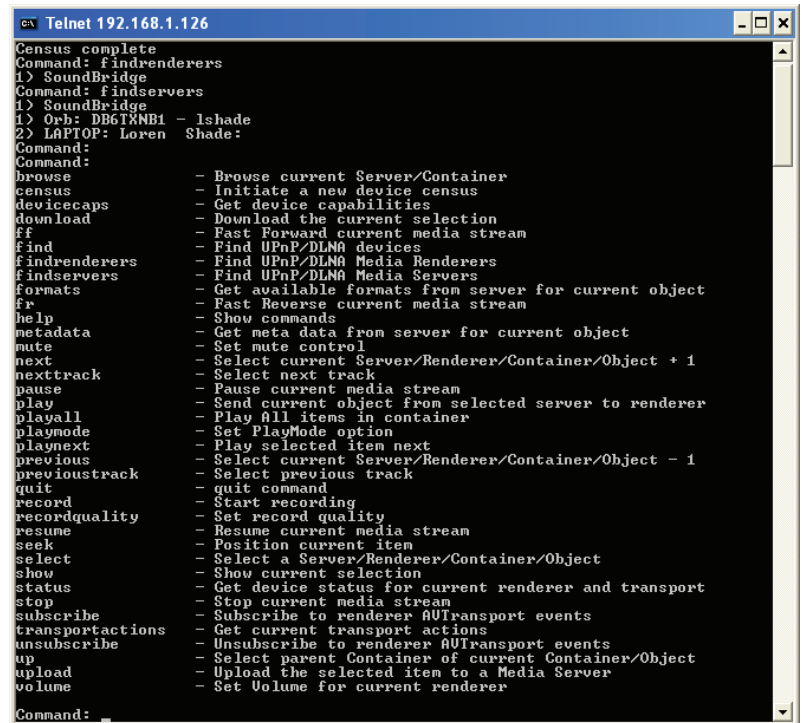 Telnet 192.168.1.126
Census complete
Command: findrenderers
1) SoundBridge
Command: findservers
1) SoundBridge
1) Orb: DB6TXNB1 - lshade
2) LAPTOP: Loren  Shade:
Command:
Command:
browse - Browse current Server/Container
census - Initiate a new device census
devicecaps - Get device capabilities
download - Download the current selection
ff - Fast Forward current media stream
find - Find UPnP/DLNA devices
findrenderers - Find UPnP/DLNA Media Renderers
findservers - Find UPnP/DLNA Media Servers
formats - Get available formats from server for current object
fr - Fast Reverse current media stream
help - Show commands
metadata - Get meta data from server for current object
mute - Set mute control
next - Select current Server/Renderer/Container/Object + 1
nexttrack - Select next track
pause - Pause current media stream
play - Send current object from selected server to renderer
playall - Play All items in container
playmode - Set PlayMode option
playnext - Play selected item next
previous - Select current Server/Renderer/Container/Object - 1
previoustrack - Select previous track
quit - quit command
record - Start recording
recordquality - Set record quality
resume - Resume current media stream
seek - Position current item
select - Select a Server/Renderer/Container/Object
show - Show current selection
status - Get device status for current renderer and transport
stop - Stop current media stream
subscribe - Subscribe to renderer AVTransport events
transportactions - Get current transport actions
unsubscribe - Unsubscribe to renderer AVTransport events
up - Select parent Container of current Container/Object
upload - Upload the selected item to a Media Server
volume - Set Volume for current renderer
Command: _